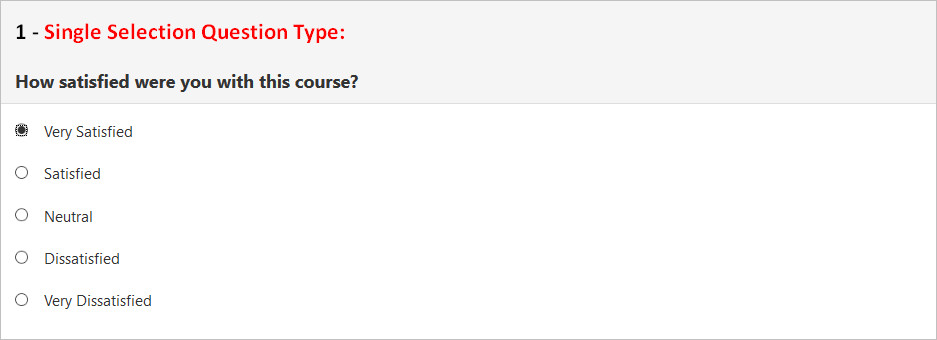 1 - Single Selection Question Type:
How satisfied were you with this course?
Very Satisfied
Satisfied
Neutral
Dissatisfied
Very Dissatisfied